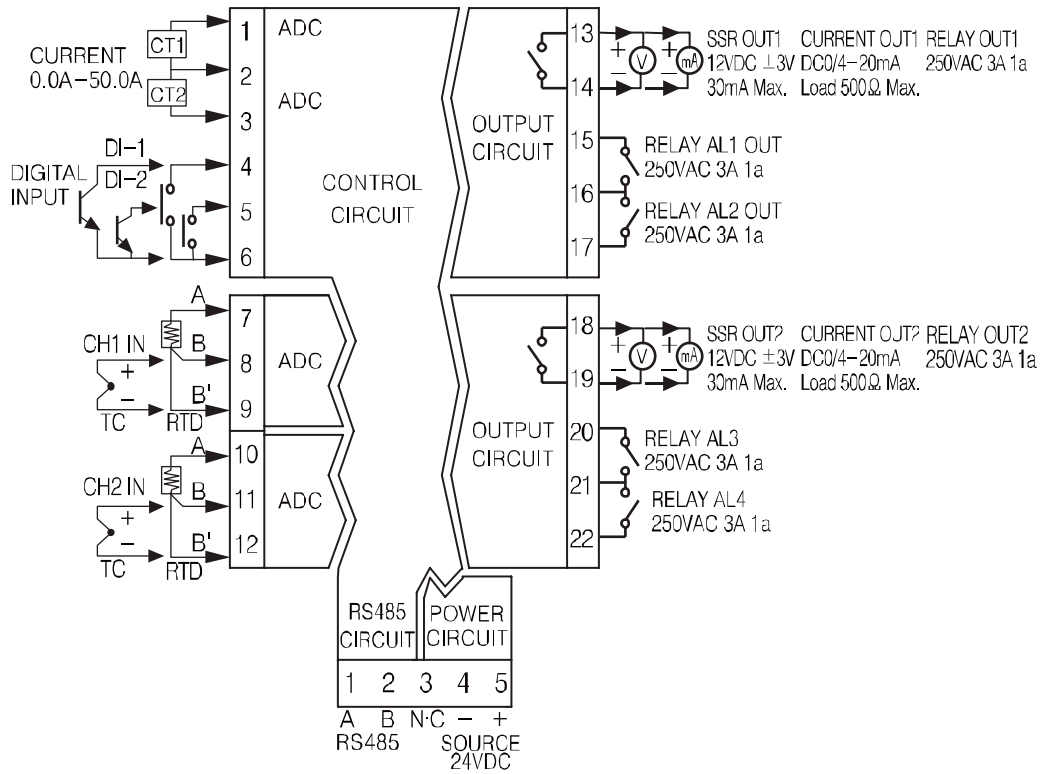 CURRENT
0.0A-50.0A
CT1
CT2
1
2
3
4
5
6
ADC
ADC
DIGITAL
INPUT
DI-1
DI-2
CONTROL
CIRCUIT
OUTPUT
CIRCUIT
13
14
15
16
17
+
-
V
+
-
mA
SSR OUT1 CURRENT OUT1 RELAY OUT1
12VDC ±3V DC0/4-20mA 250VAC 3A 1a
30mA Max. Load 500Ω Max.
RELAY AL1 OUT
250VAC 3A 1a
RELAY AL2 OUT
250VAC 3A 1a
CH1 IN
+
-
TC
RTD
A
B
B'
7
8
9
ADC
CH2 IN
+
-
TC
RTD
A
B
B'
10
11
12
ADC
OUTPUT
CIRCUIT
18
19
20
21
22
+
-
V
+
-
mA
SSR OUT2 CURRENT OUT2 RELAY OUT2
12VDC ±3V DC0/4-20mA 250VAC 3A 1a
30mA Max. Load 500Ω Max.
RELAY AL3
250VAC 3A 1a
RELAY AL4
250VAC 3A 1a
RS485
CIRCUIT
POWER
CIRCUIT
1 2 3 4 5
A B N·C - +
RS485
SOURCE
24VDC